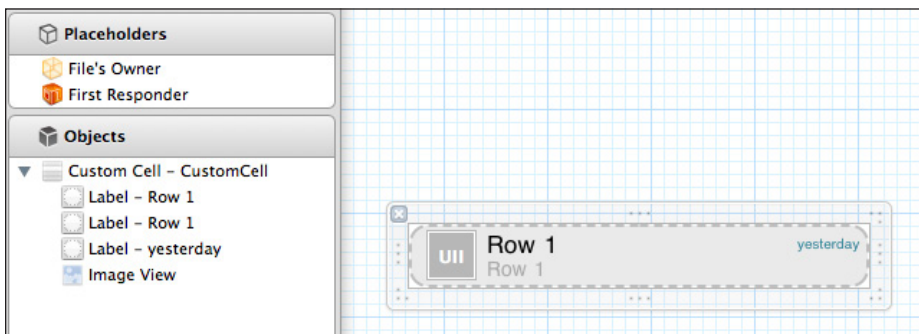 Placeholders
File's Owner
First Responder
Objects
Custom Cell – CustomCell
Label – Row 1
Label – Row 1
Label – yesterday
Image View
UII
Row 1
yesterday
Row 1